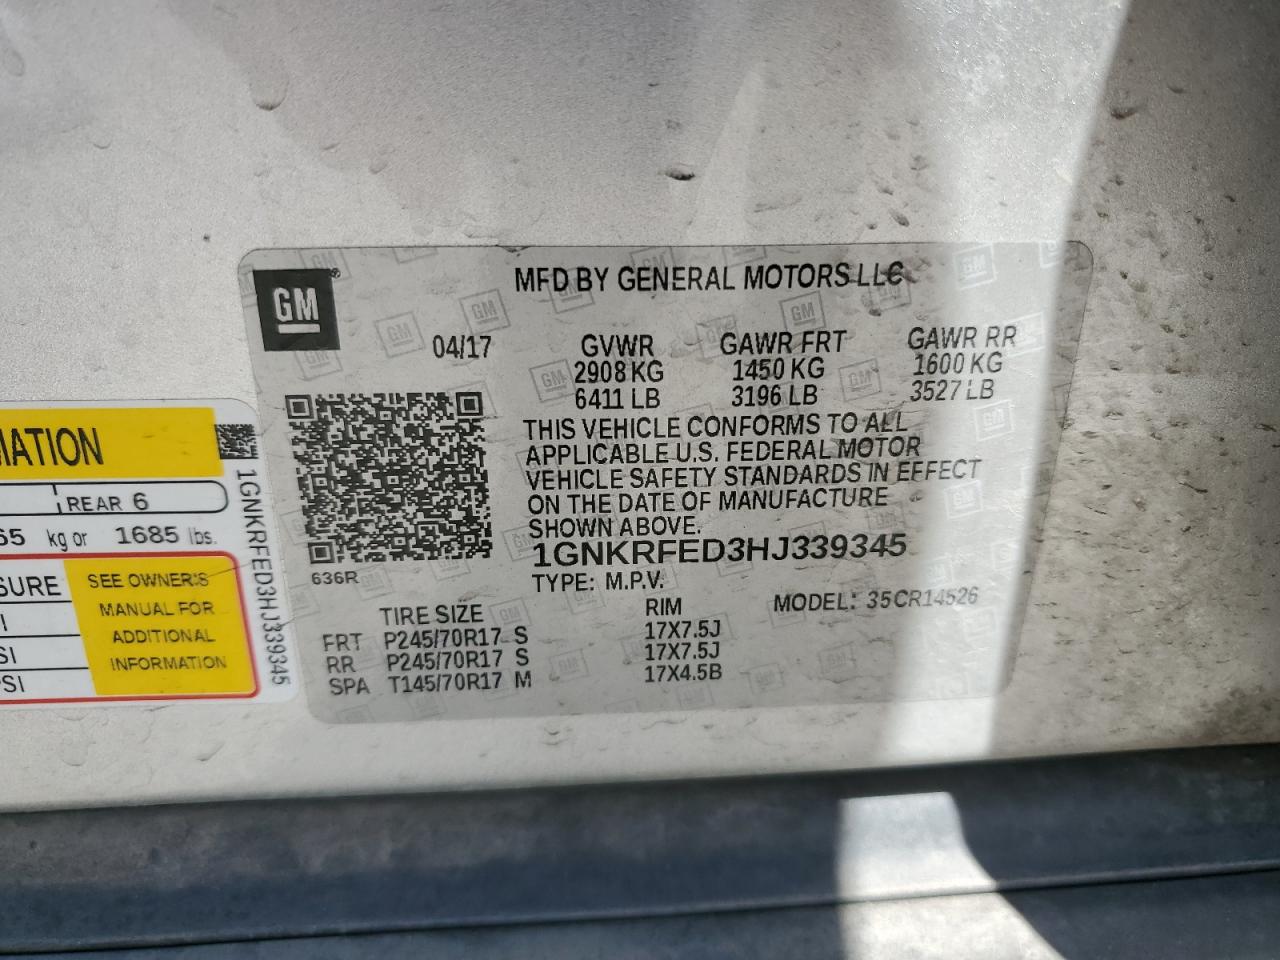 GM
MFD BY GENERAL MOTORS LLC
04/17
GVWR GAWR FRT GAWR RR
2908 KG 1450 KG 1600 KG
6411 LB 3196 LB 3527 LB
THIS VEHICLE CONFORMS TO ALL
APPLICABLE U.S. FEDERAL MOTOR
VEHICLE SAFETY STANDARDS IN EFFECT
ON THE DATE OF MANUFACTURE
SHOWN ABOVE.
1GNKRFED3HJ339345
636R
TYPE: M.P.V.
MODEL: 35CR14526
TIRE SIZE RIM
FRT P245/70R17 S 17X7.5J
RR P245/70R17 S 17X7.5J
SPA T145/70R17 M 17X4.5B
MATION
REAR 6
65 kg or 1685 lbs.
SURE
SI
PSI
SEE OWNER'S
MANUAL FOR
ADDITIONAL
INFORMATION
1GNKRFED3HJ339345